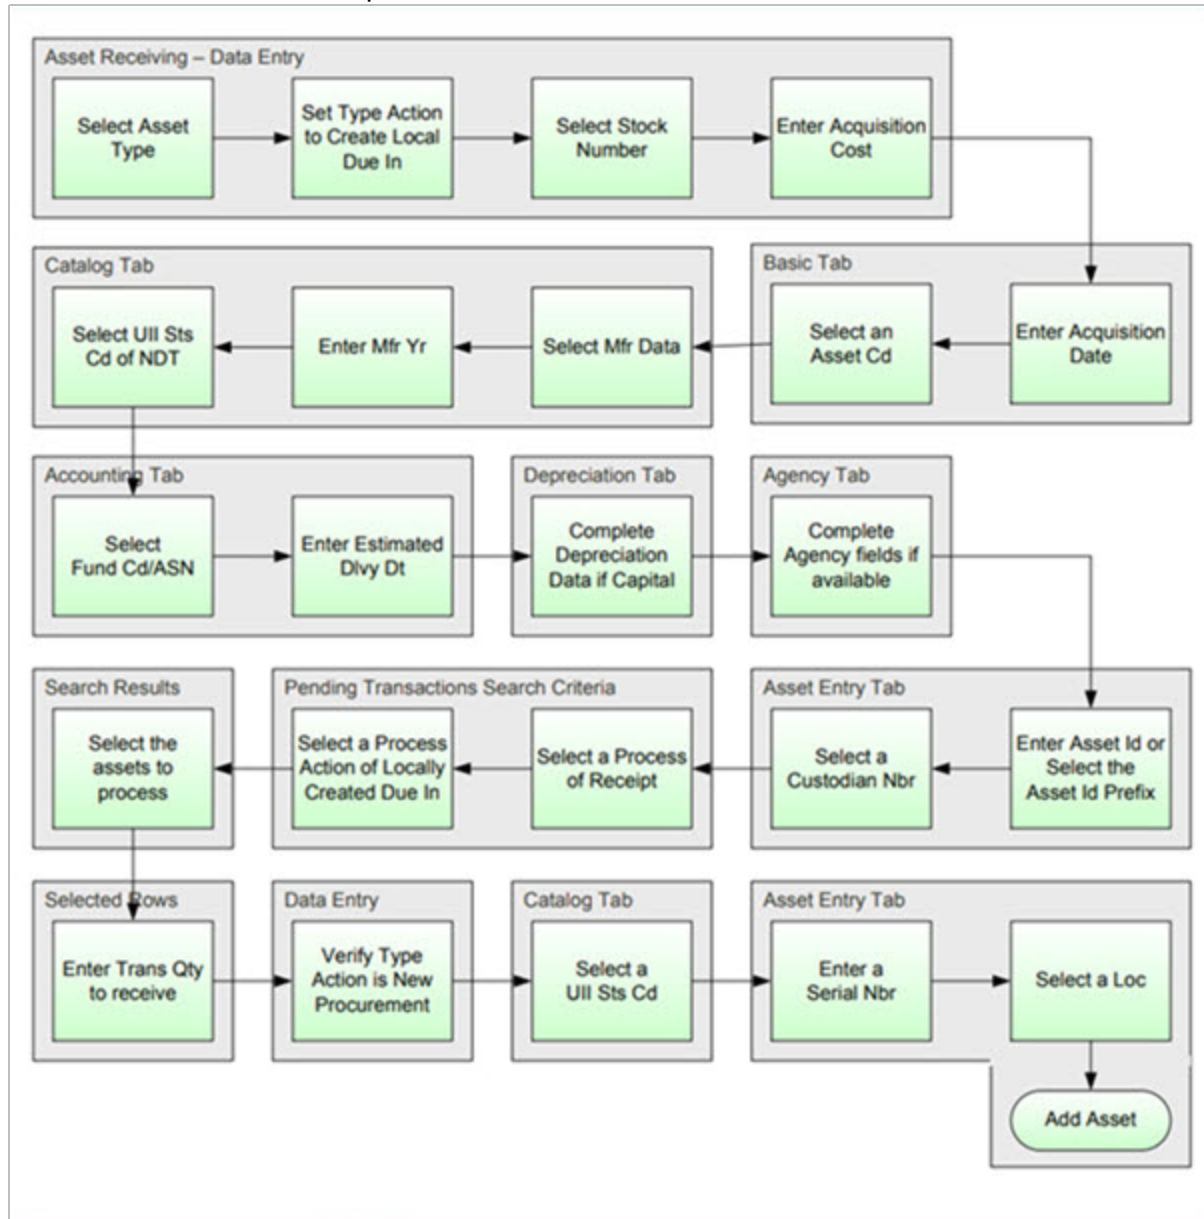 Asset Receiving – Data Entry
Select Asset
Type
Set Type Action
to Create Local
Due In
Select Stock
Number
Enter Acquisition
Cost
Basic Tab
Enter Acquisition
Date
Select an
Asset Cd
Catalog Tab
Select Mfr Data
Enter Mfr Yr
Select UII Sts
Cd of NDT
Accounting Tab
Select
Fund Cd/ASN
Enter Estimated
Dlvy Dt
Depreciation Tab
Complete
Depreciation
Data if Capital
Agency Tab
Complete
Agency fields if
available
Asset Entry Tab
Enter Asset Id or
Select the
Asset Id Prefix
Select a
Custodian Nbr
Pending Transactions Search Criteria
Select a Process
of Receipt
Select a Process
Action of Locally
Created Due In
Search Results
Select the
assets to
process
Selected Rows
Enter Trans Qty
to receive
Data Entry
Verify Type
Action is New
Procurement
Catalog Tab
Select a
UII Sts Cd
Asset Entry Tab
Enter a
Serial Nbr
Select a Loc
Add Asset